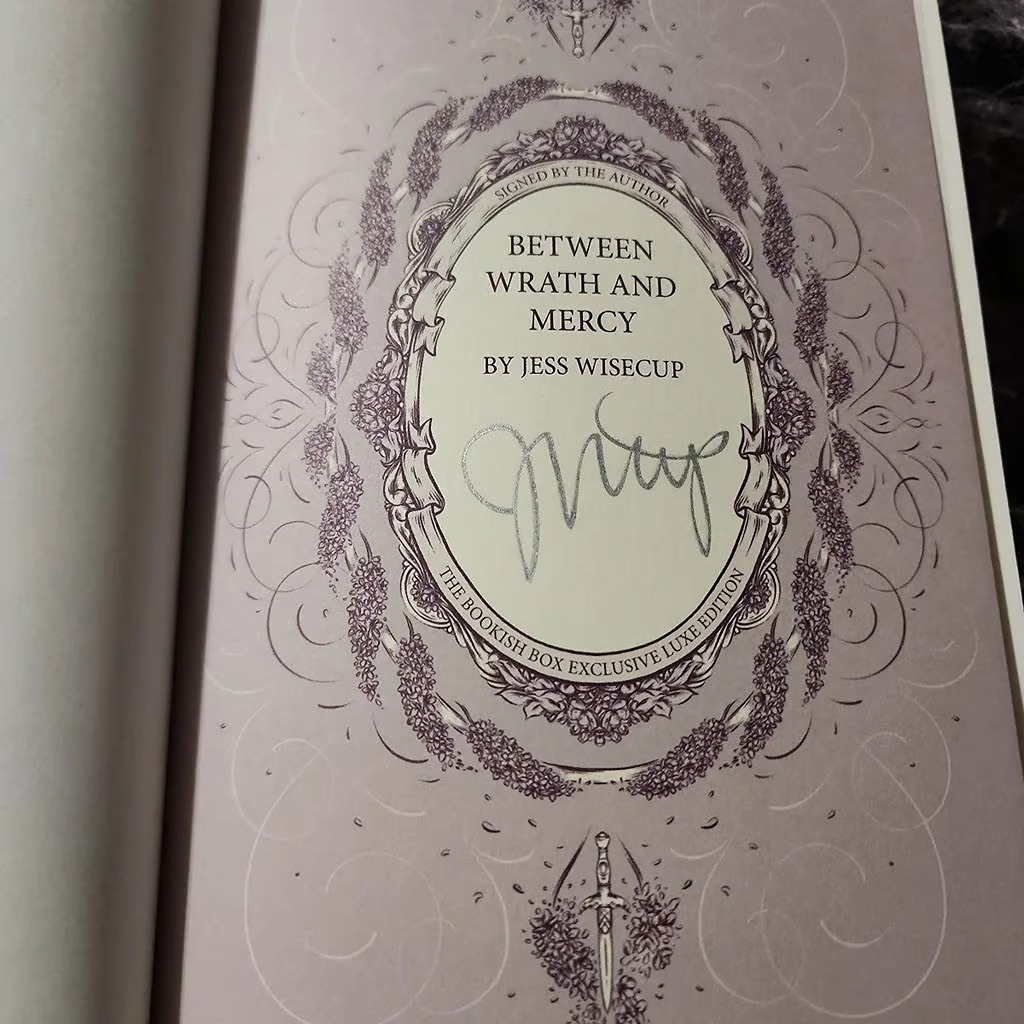 SIGNED BY THE AUTHOR
BETWEEN
WRATH AND
MERCY
BY JESS WISECUP
THE BOOKISH BOX EXCLUSIVE LUXE EDITION